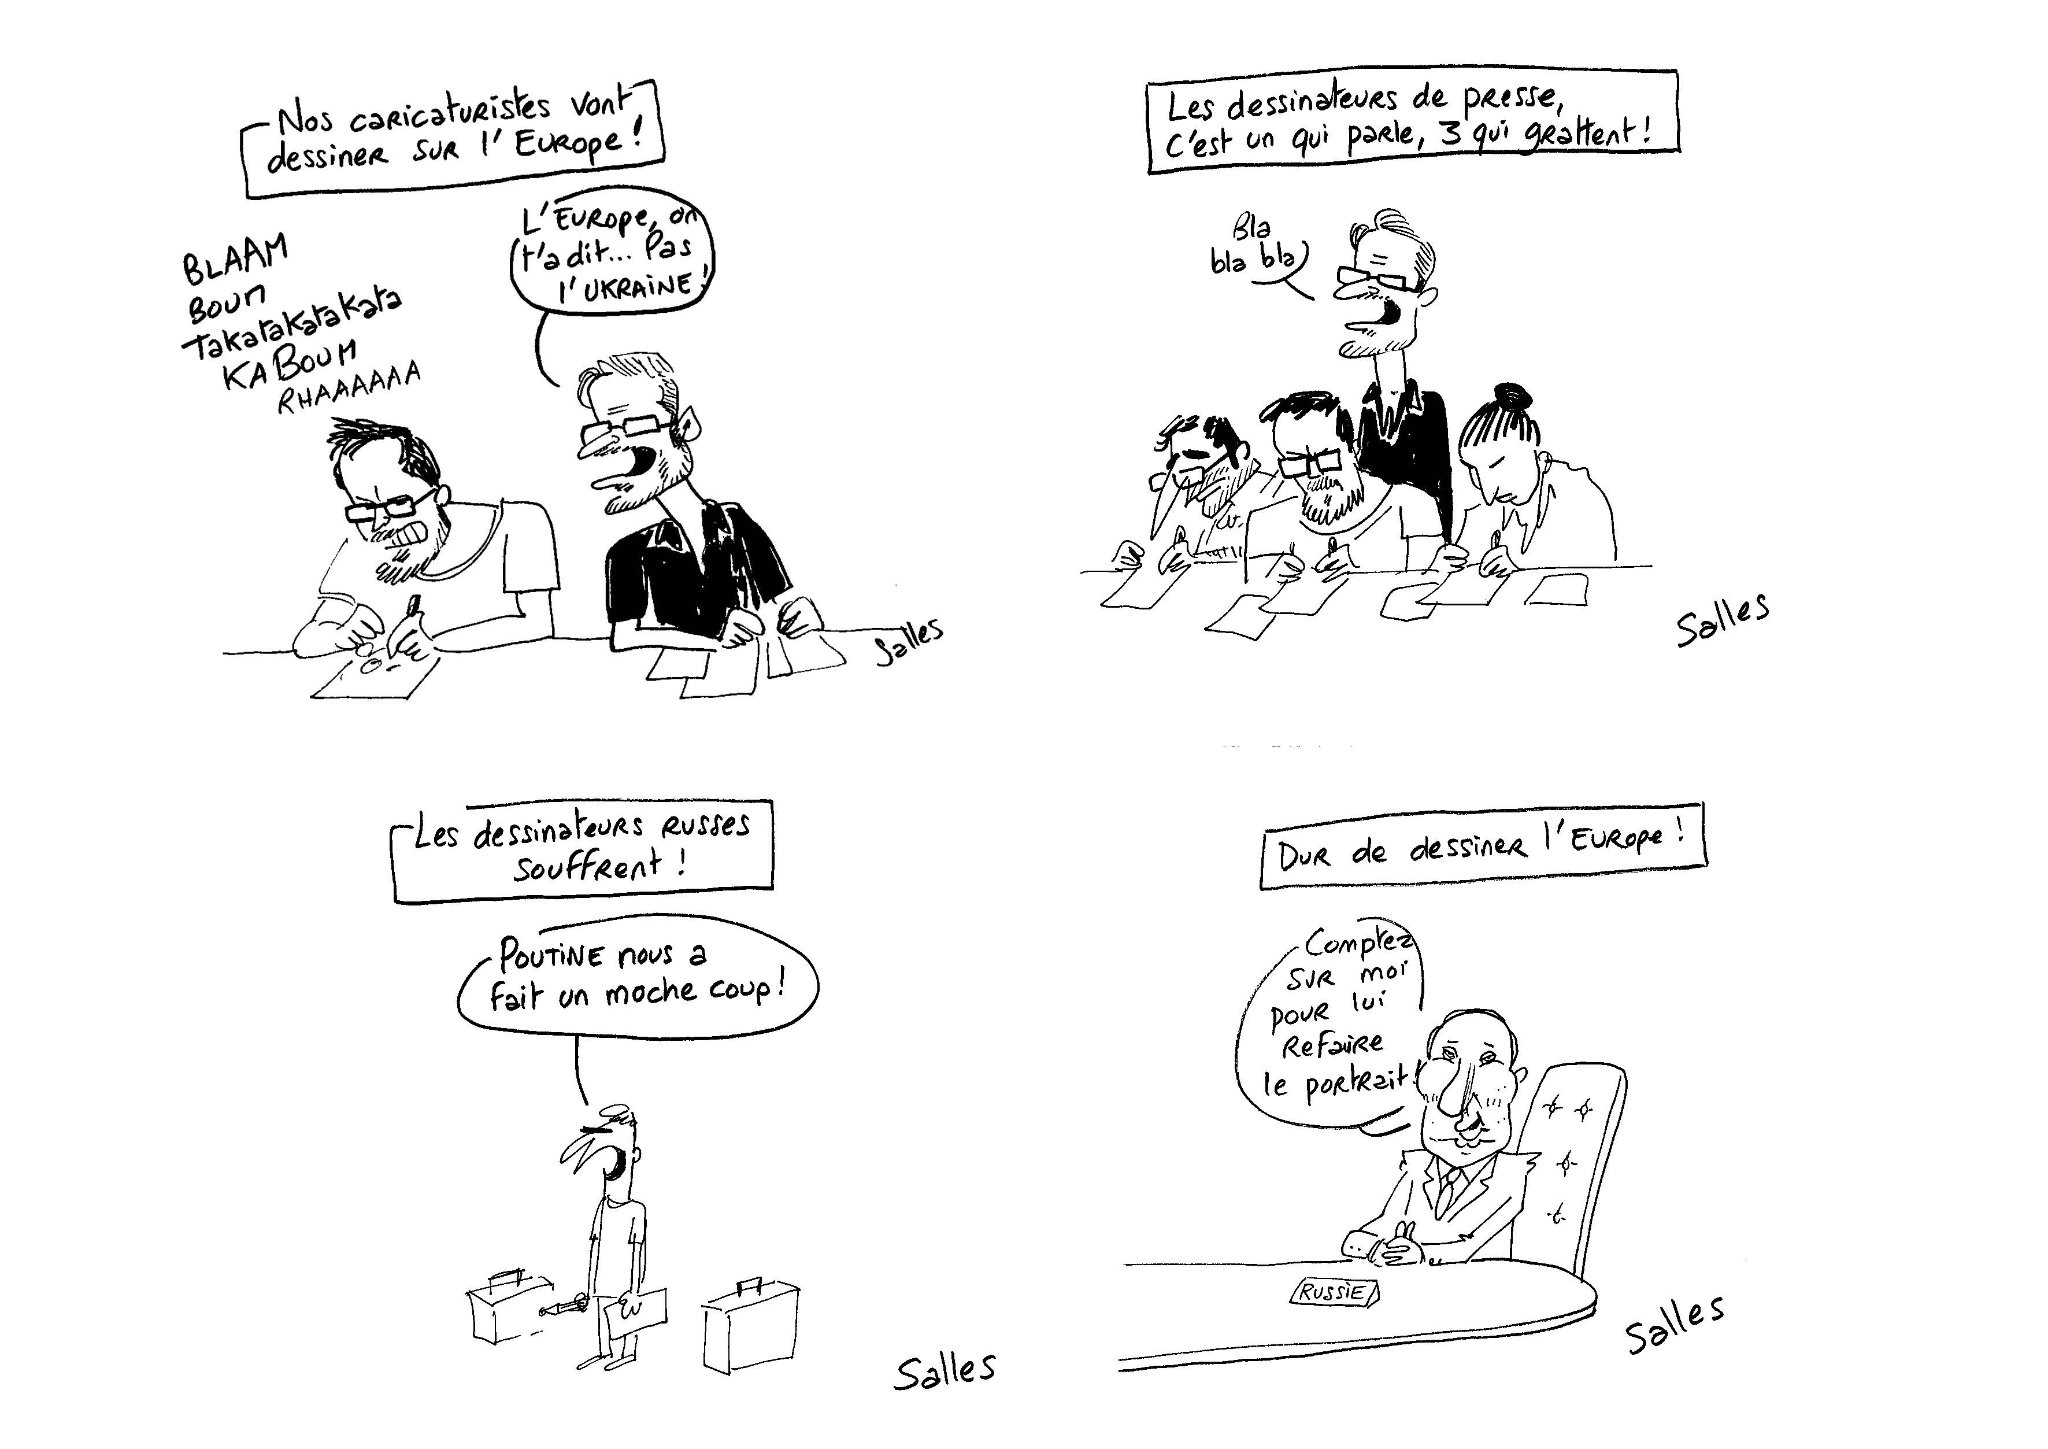 Nos caricaturistes vont
dessiner sur l'Europe !
L'Europe, on
t'a dit... Pas
l'UKRAINE !
BLAAM
BOUM
TakatakatakaTa
KABOUM
RHAAAAAA
Salles
Les dessinateurs de presse,
c'est un qui parle, 3 qui grattent !
Bla
bla bla
Salles
Les dessinateurs russes
souffrent !
POUTINE nous a
fait un moche coup !
Salles
Dur de dessiner l'Europe !
Comptez
sur moi
pour lui
refaire
le portrait !
RUSSIE
Salles